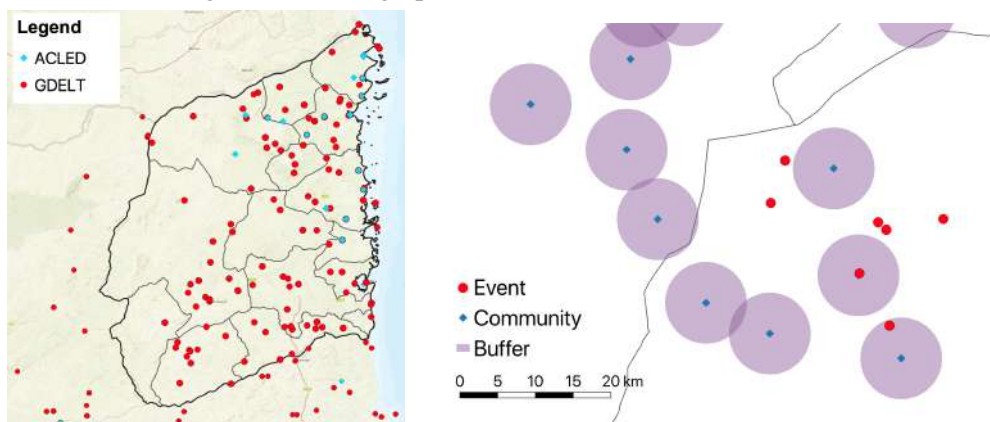 Legend
ACLED
GDELT
Event
Community
Buffer
0 5 10 15 20 km